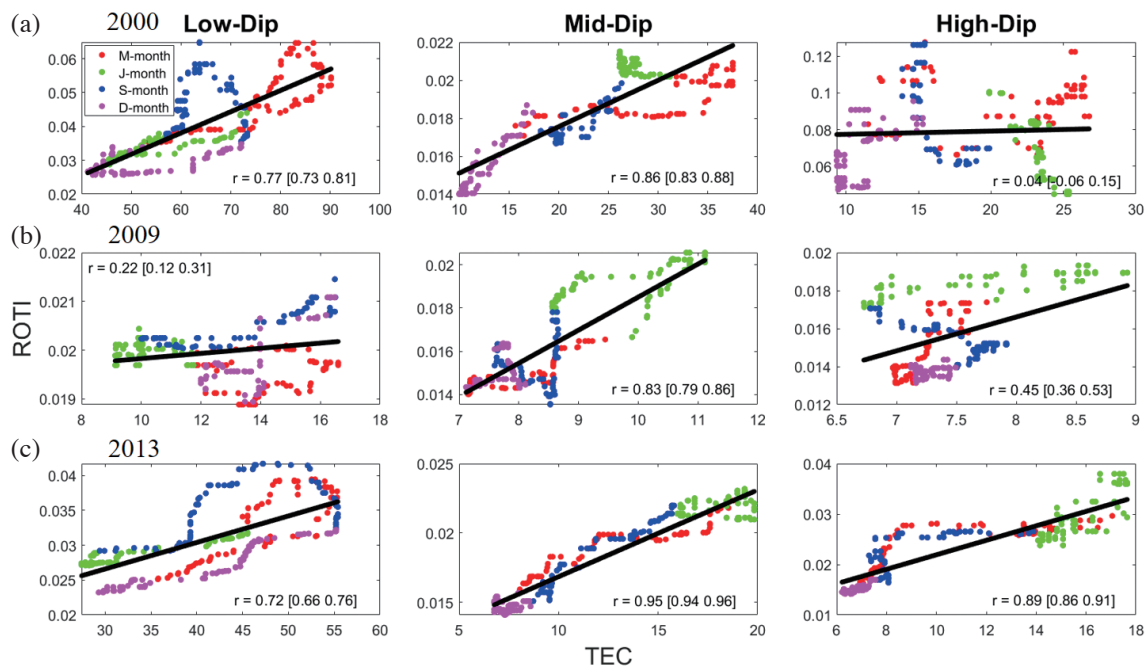 (a) 2000 Low-Dip Mid-Dip High-Dip
M-month
J-month
S-month
D-month
0.06
0.05
0.04
0.03
0.02
r = 0.77 [0.73 0.81]
40 50 60 70 80 90 100
0.022
0.02
0.018
0.016
0.014
r = 0.86 [0.83 0.88]
10 15 20 25 30 35 40
0.12
0.1
0.08
0.06
r = 0.04 [-0.06 0.15]
10 15 20 25 30
(b) 2009
0.022
0.021
0.02
0.019
r = 0.22 [0.12 0.31]
8 10 12 14 16 18
0.02
0.018
0.016
0.014
r = 0.83 [0.79 0.86]
7 8 9 10 11 12
0.02
0.018
0.016
0.014
0.012
r = 0.45 [0.36 0.53]
6.5 7 7.5 8 8.5 9
ROTI
(c) 2013
0.04
0.035
0.03
0.025
0.02
r = 0.72 [0.66 0.76]
30 35 40 45 50 55 60
0.025
0.02
0.015
r = 0.95 [0.94 0.96]
5 10 15 20
0.04
0.03
0.02
0.01
r = 0.89 [0.86 0.91]
6 8 10 12 14 16 18
TEC